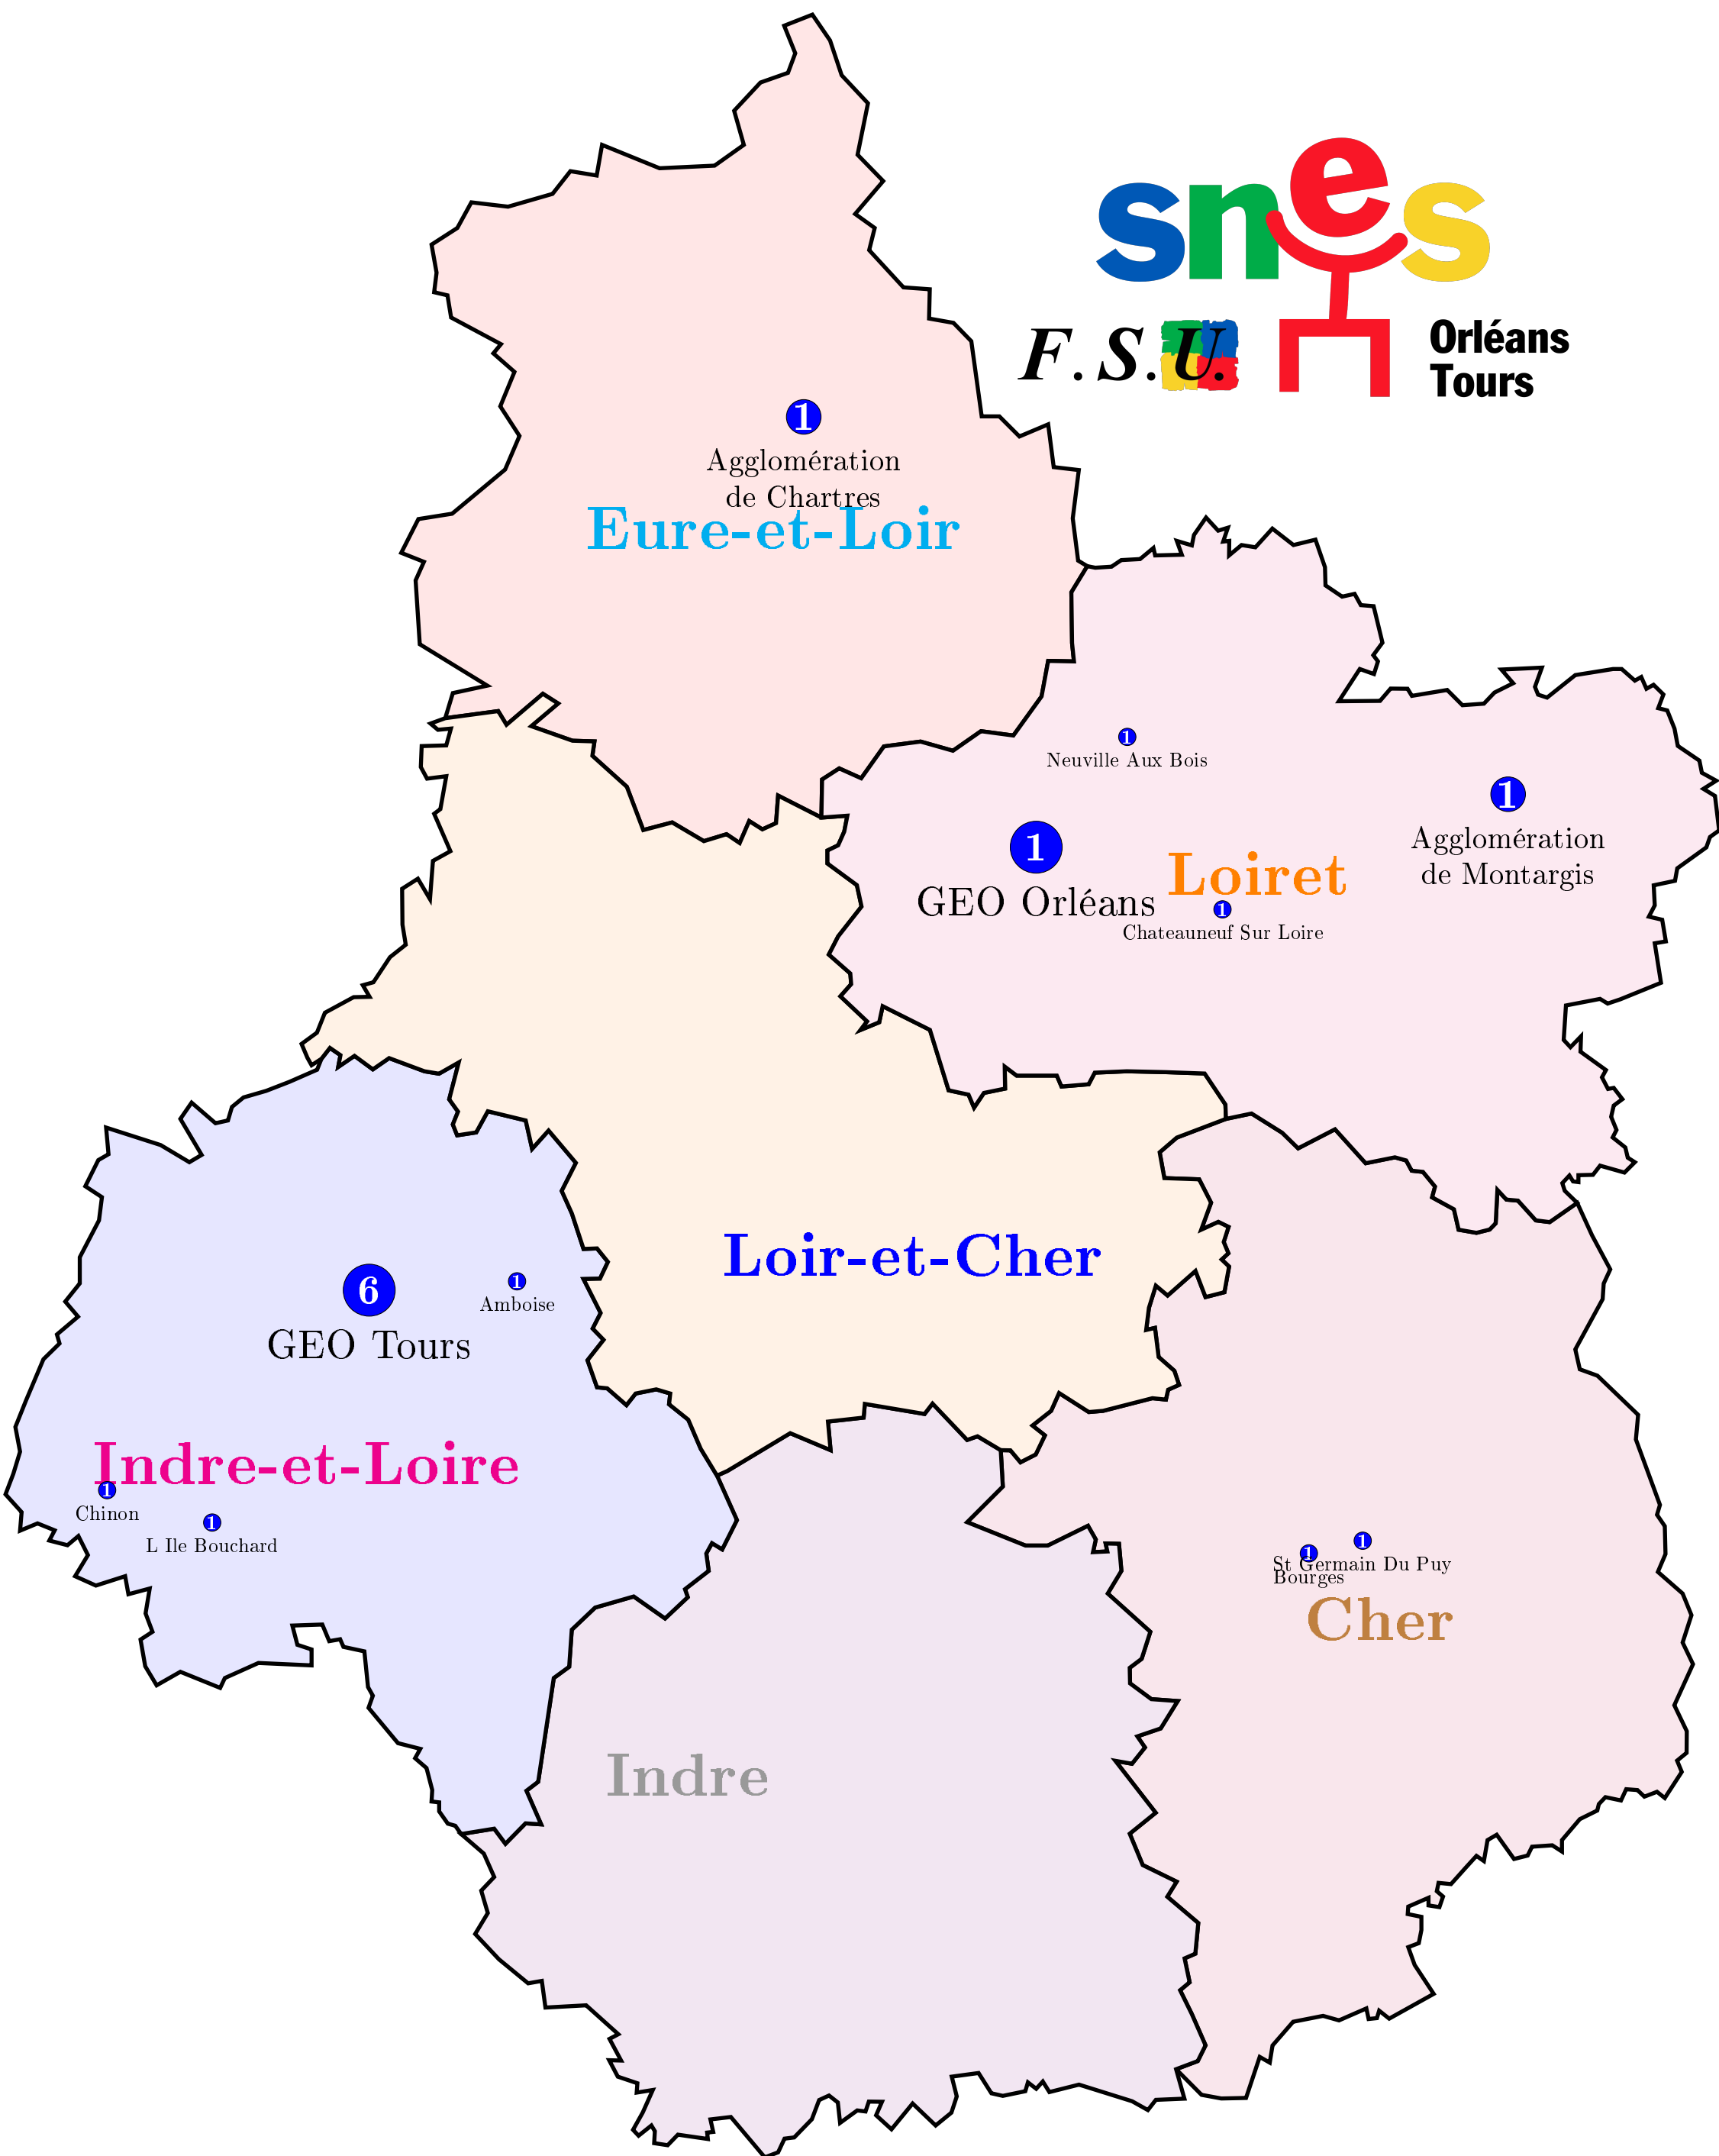 snes
F.S.U.
Orléans
Tours
1
Agglomération
de Chartres
Eure-et-Loir
1
Neuville Aux Bois
1
Agglomération
de Montargis
1
GEO Orléans
Loiret
1
Chateauneuf Sur Loire
Loir-et-Cher
6
GEO Tours
1
Amboise
Indre-et-Loire
1
Chinon
1
L Ile Bouchard
1
St Germain Du Puy
1
Bourges
Cher
Indre